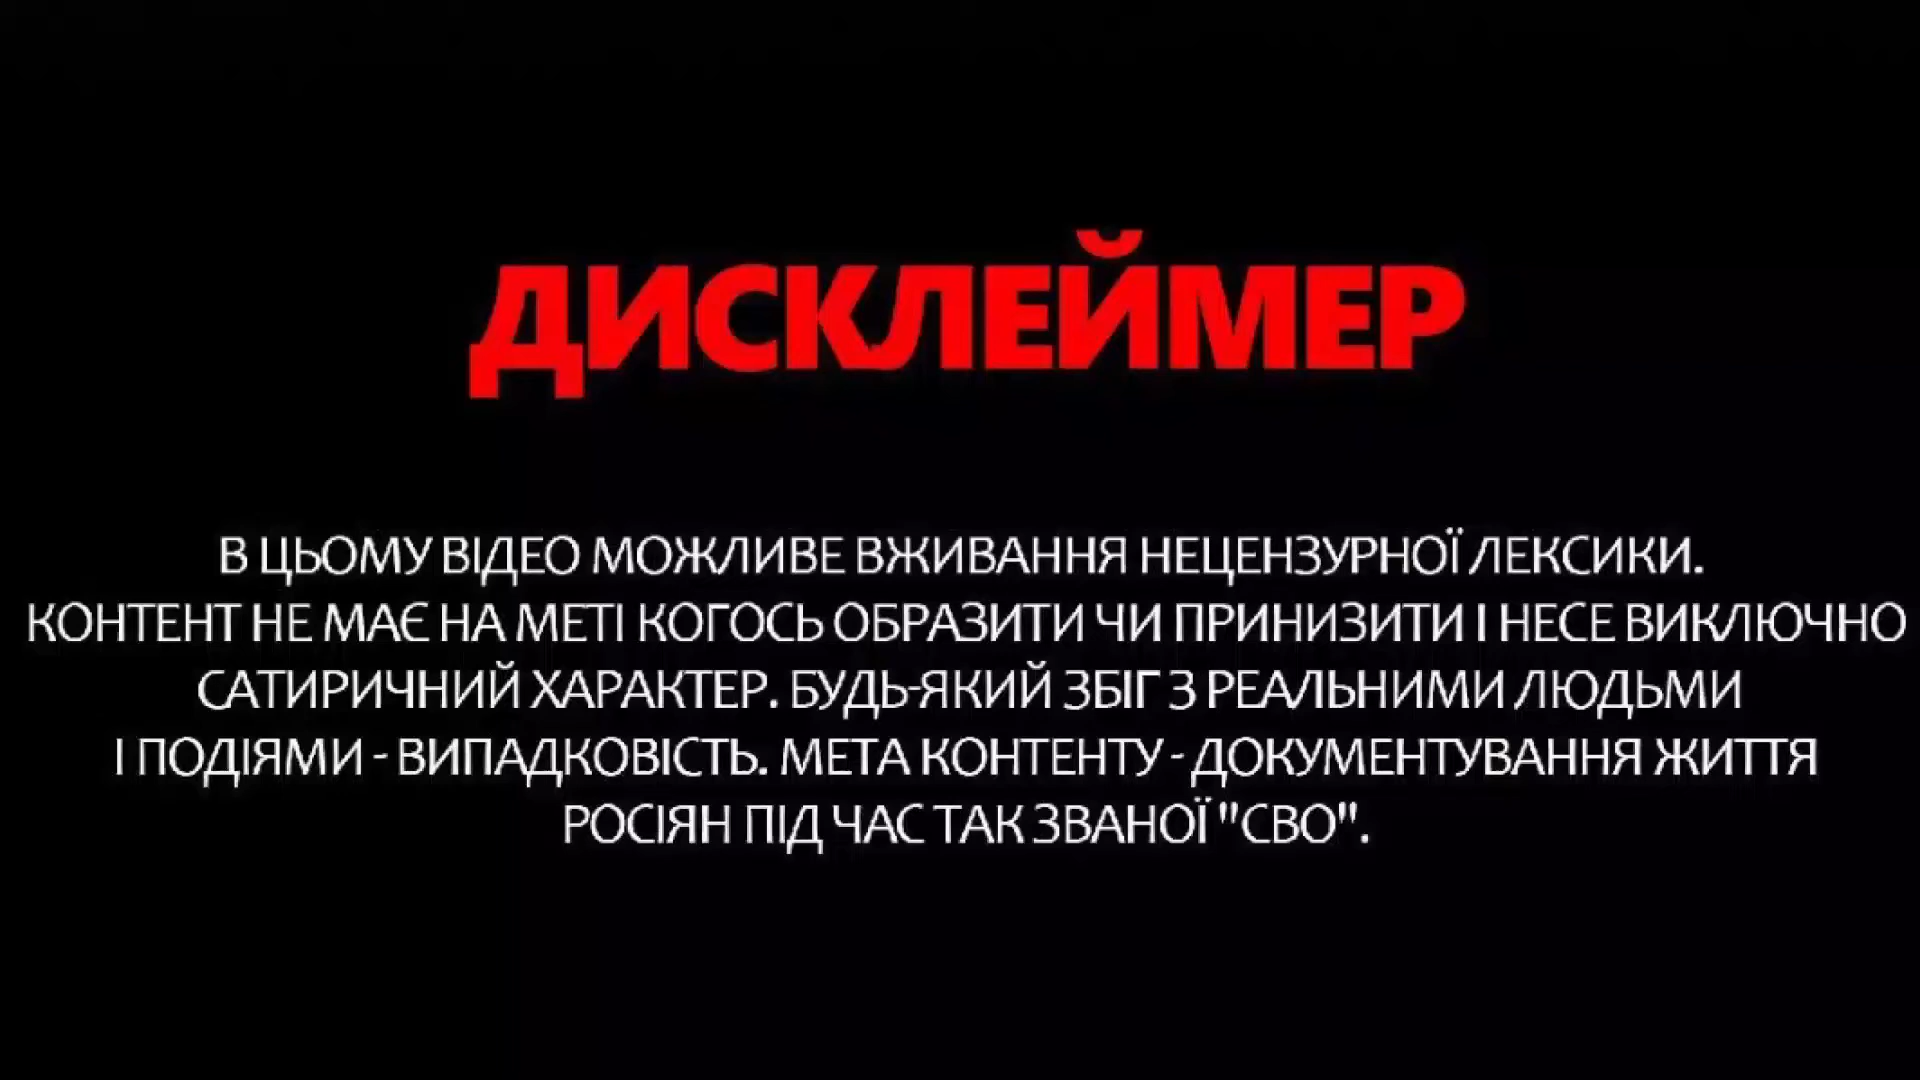 ДИСКЛЕЙМЕР
В ЦЬОМУ ВІДЕО МОЖЛИВЕ ВЖИВАННЯ НЕЦЕНЗУРНОЇ ЛЕКСИКИ.
КОНТЕНТ НЕ МАЄ НА МЕТІ КОГОСЬ ОБРАЗИТИ ЧИ ПРИНИЗИТИ І НЕСЕ ВИКЛЮЧНО
САТИРИЧНИЙ ХАРАКТЕР. БУДЬ-ЯКИЙ ЗБІГ З РЕАЛЬНИМИ ЛЮДЬМИ
І ПОДІЯМИ - ВИПАДКОВІСТЬ. МЕТА КОНТЕНТУ - ДОКУМЕНТУВАННЯ ЖИТТЯ
РОСІЯН ПІД ЧАС ТАК ЗВАНОЇ "СВО".